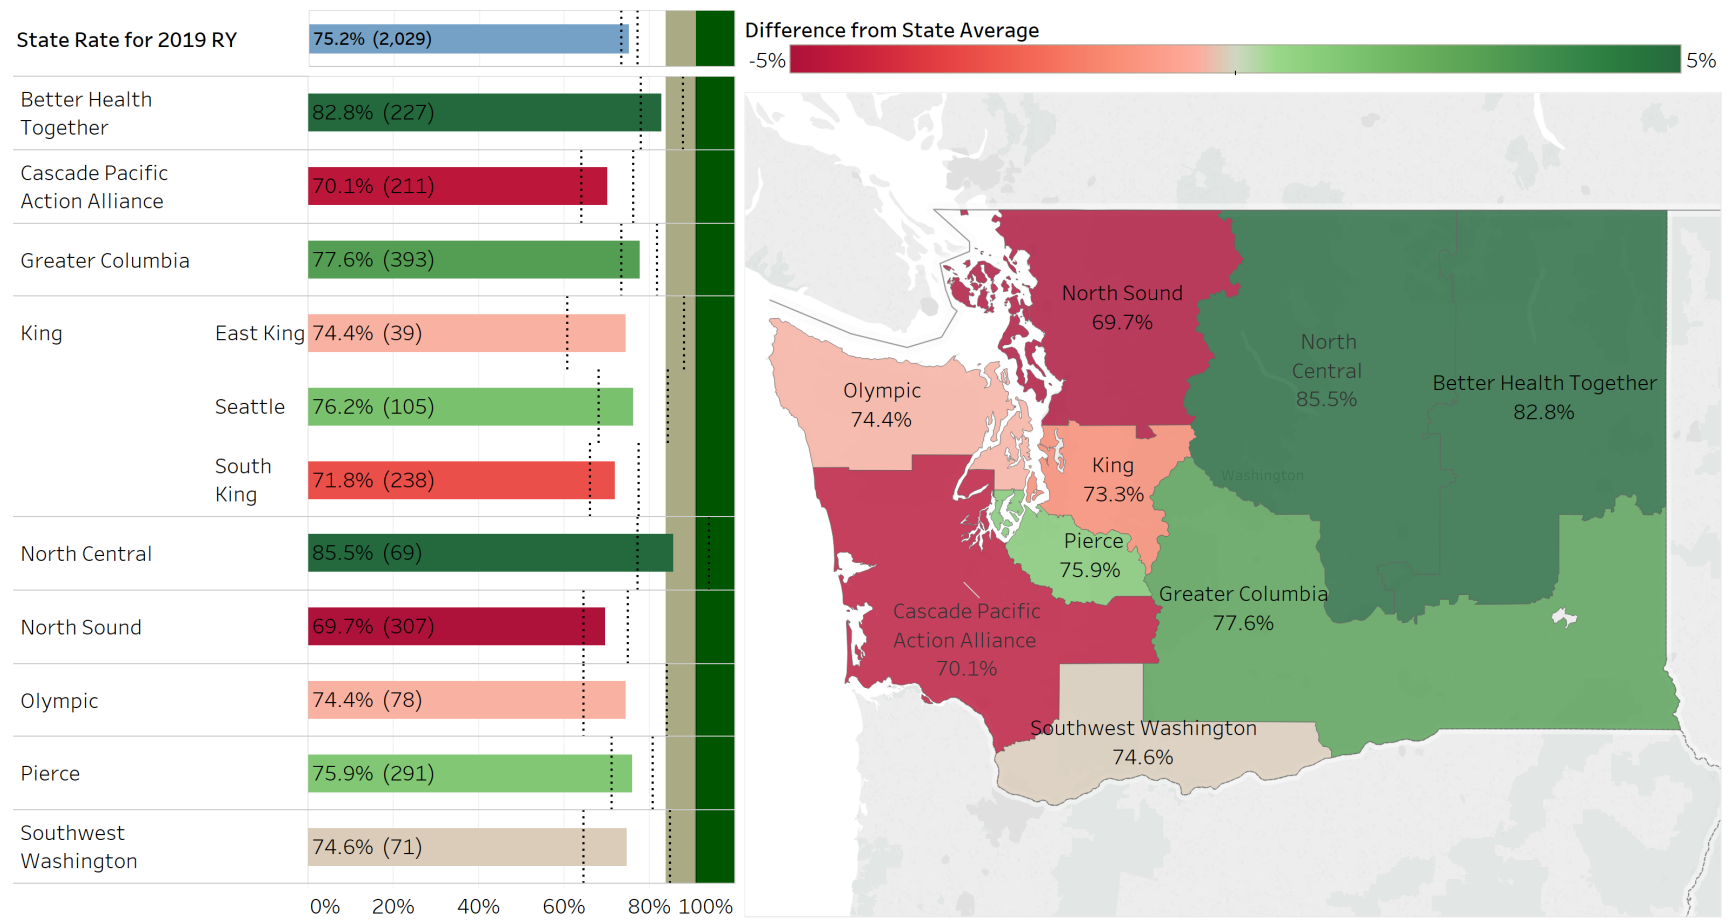 State Rate for 2019 RY
75.2% (2,029)
Better Health
Together
82.8% (227)
Cascade Pacific
Action Alliance
70.1% (211)
Greater Columbia
77.6% (393)
King
East King
74.4% (39)
Seattle
76.2% (105)
South
King
71.8% (238)
North Central
85.5% (69)
North Sound
69.7% (307)
Olympic
74.4% (78)
Pierce
75.9% (291)
Southwest
Washington
74.6% (71)
0% 20% 40% 60% 80% 100%
Difference from State Average
-5% 5%
North Sound
69.7%
North
Central
85.5%
Better Health Together
82.8%
Olympic
74.4%
King
73.3%
Washington
Pierce
75.9%
Greater Columbia
77.6%
Cascade Pacific
Action Alliance
70.1%
Southwest Washington
74.6%